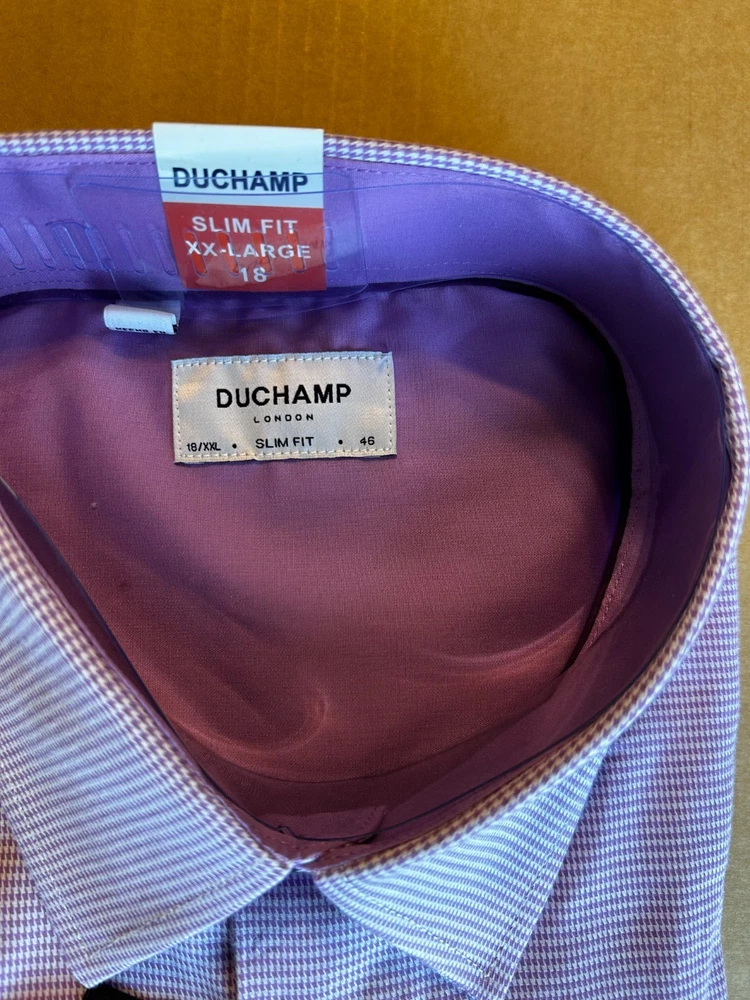 DUCHAMP
SLIM FIT
XX-LARGE
18
DUCHAMP
LONDON
18/XXL • SLIM FIT • 46